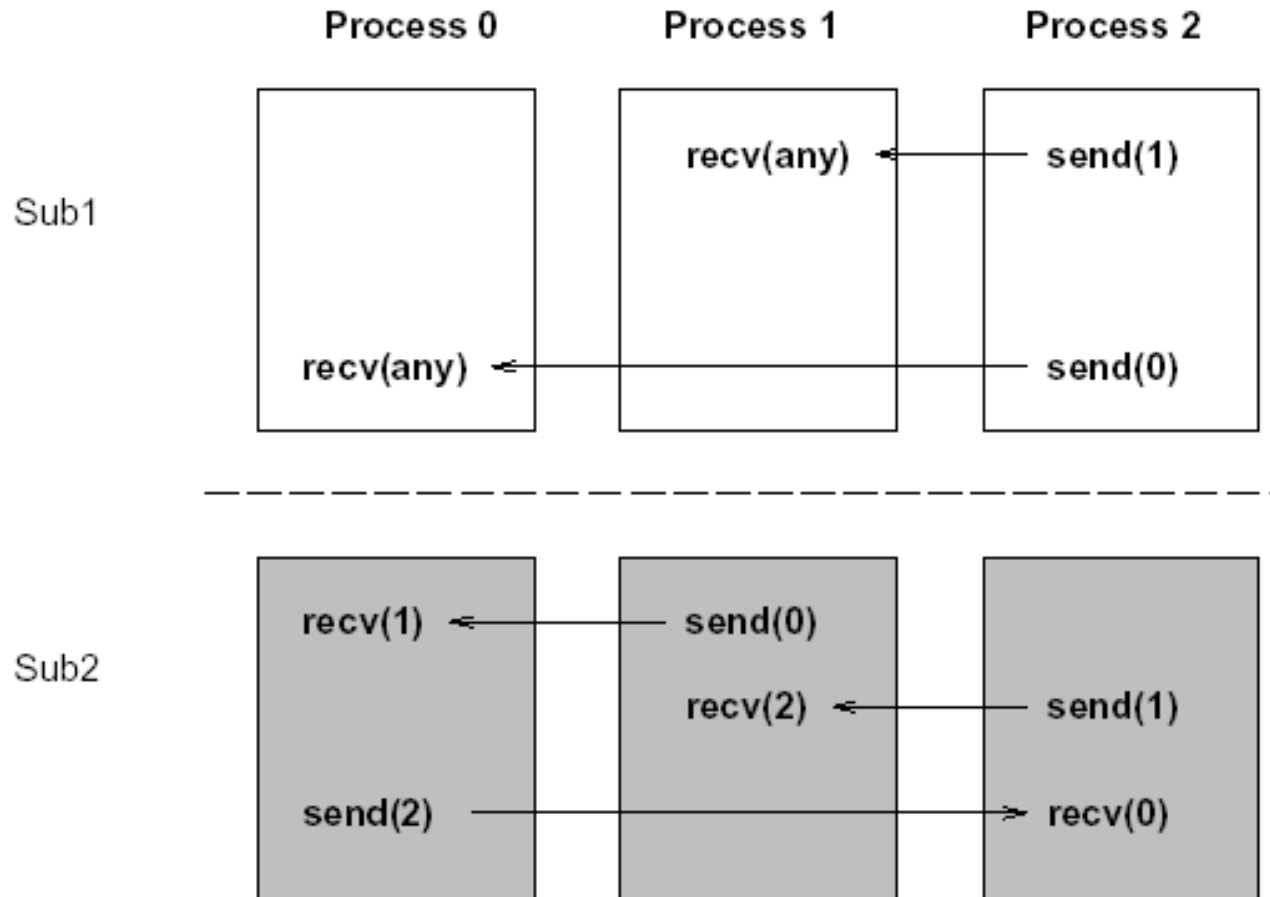 Process 0 Process 1 Process 2
recv(any) send(1)
Sub1
recv(any) send(0)
recv(1) send(0)
Sub2
recv(2) send(1)
send(2) recv(0)